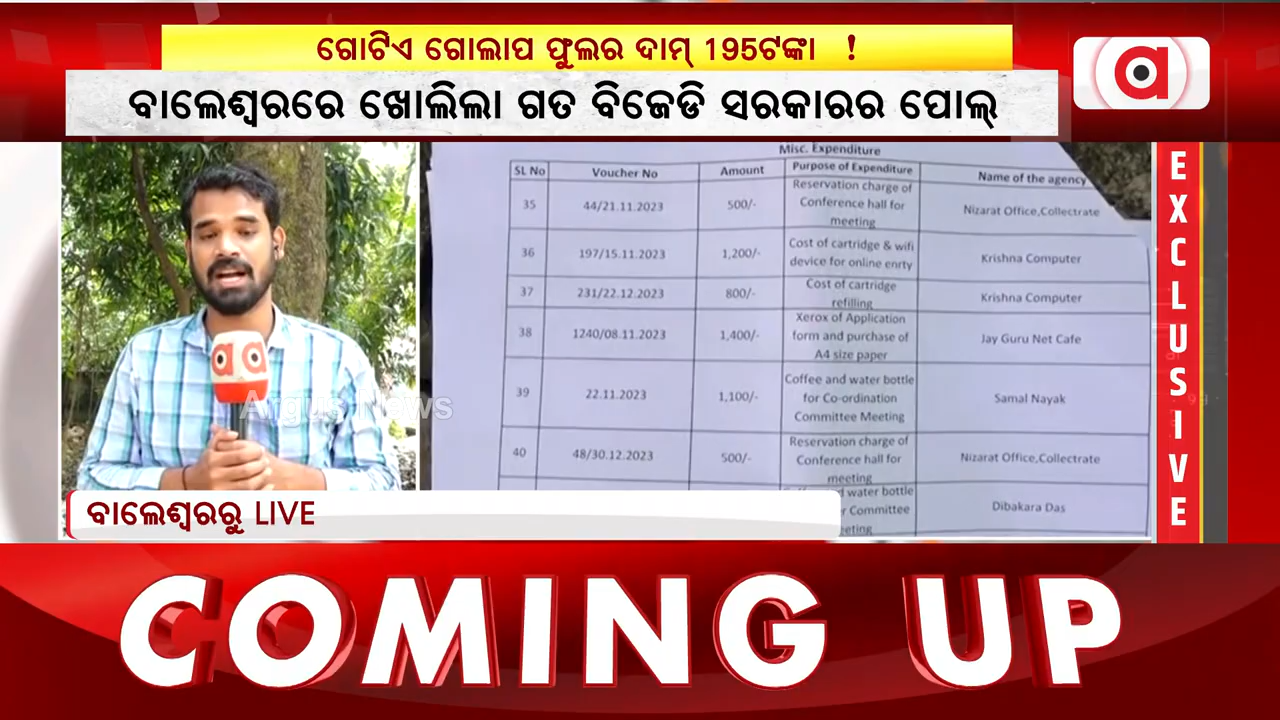 ଗୋଟିଏ ଗୋଲାପ ଫୁଲର ଦାମ୍ 195ଟଙ୍କା !
ବାଲେଶ୍ୱରରେ ଖୋଲିଲା ଗତ ବିଜେଡି ସରକାରର ପୋଲ୍
a
EXCLUSIVE
Misc. Expenditure
SL No Voucher No Amount Purpose of Expenditure Name of the agency
35 44/21.11.2023 500/- Reservation charge of
Conference hall for
meeting Nizarat Office,Collectrate
36 197/15.11.2023 1,200/- Cost of cartridge & wifi
device for online enrty Krishna Computer
37 231/22.12.2023 800/- Cost of cartridge
refilling Krishna Computer
38 1240/08.11.2023 1,400/- Xerox of Application
form and purchase of
A4 size paper Jay Guru Net Cafe
39 22.11.2023 1,100/- Coffee and water bottle
for Co-ordination
Committee Meeting Samal Nayak
40 48/30.12.2023 500/- Reservation charge of
Conference hall for
meeting Nizarat Office,Collectrate
water bottle
Committee Dibakara Das
Argus News
ବାଲେଶ୍ୱରରୁ LIVE
COMING UP